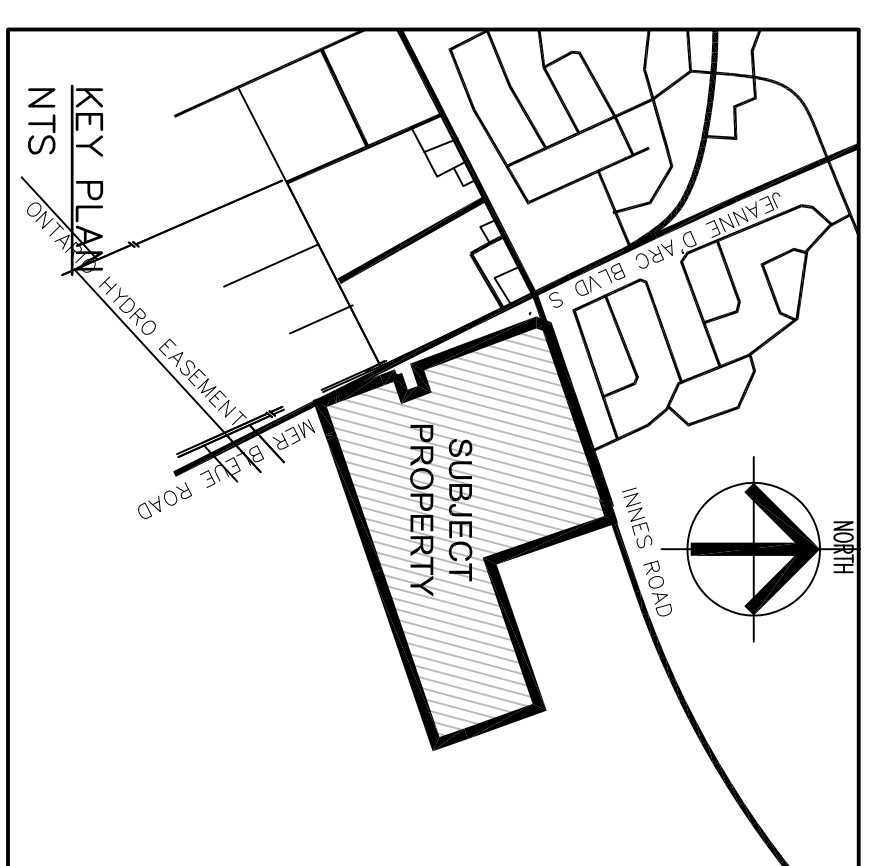 NORTH
JEANNE D'ARC BLVD S
INNES ROAD
SUBJECT
PROPERTY
MER BLEUE ROAD
ONTARIO HYDRO EASEMENT
KEY PLAN
NTS